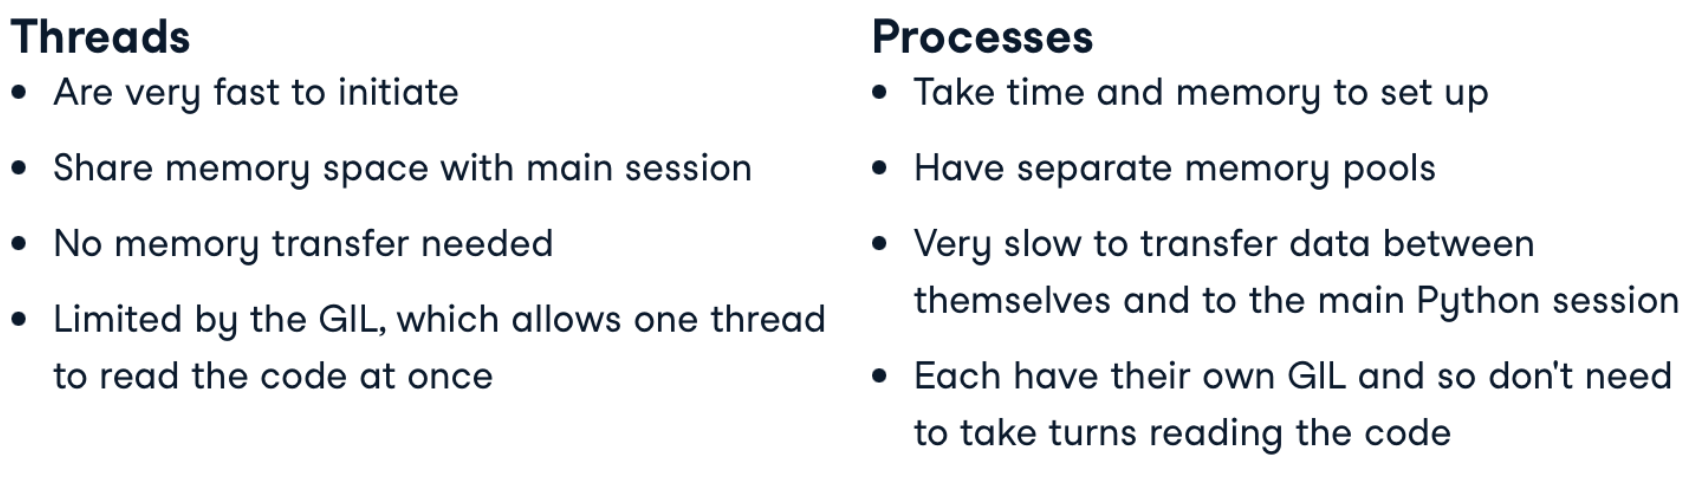 Threads
• Are very fast to initiate
• Share memory space with main session
• No memory transfer needed
• Limited by the GIL, which allows one thread
to read the code at once
Processes
• Take time and memory to set up
• Have separate memory pools
• Very slow to transfer data between
themselves and to the main Python session
• Each have their own GIL and so don't need
to take turns reading the code